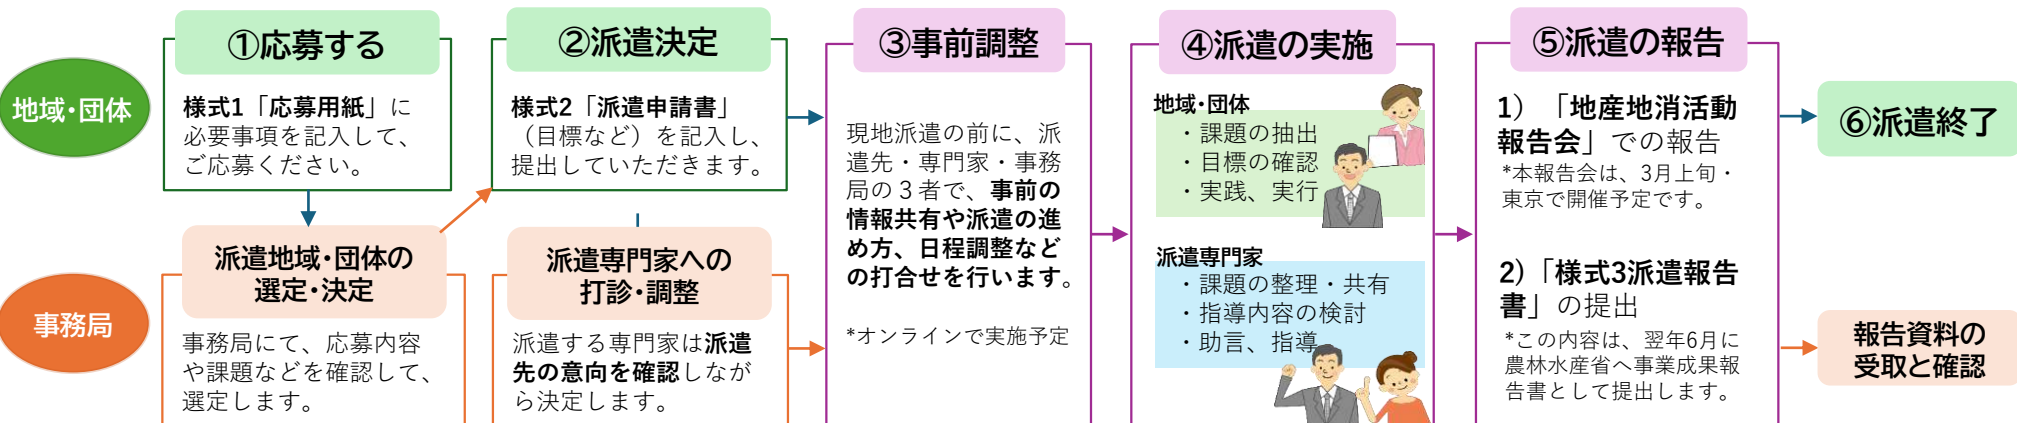 地域・団体
①応募する
様式1「応募用紙」に
必要事項を記入して、
ご応募ください。
②派遣決定
様式2「派遣申請書」
（目標など）を記入し、
提出していただきます。
事務局
派遣地域・団体の
選定・決定
事務局にて、応募内容
や課題などを確認して、
選定します。
派遣専門家への
打診・調整
派遣する専門家は派遣
先の意向を確認しなが
ら決定します。
③事前調整
現地派遣の前に、派
遣先・専門家・事務
局の３者で、事前の
情報共有や派遣の進
め方、日程調整など
の打合せを行います。
*オンラインで実施予定
④派遣の実施
地域・団体
・課題の抽出
・目標の確認
・実践、実行
派遣専門家
・課題の整理・共有
・指導内容の検討
・助言、指導
⑤派遣の報告
1） 「地産地消活動
報告会」での報告
*本報告会は、3月上旬・
東京で開催予定です。
2)「様式3派遣報告
書」の提出
*この内容は、翌年6月に
農林水産省へ事業成果報
告書として提出します。
⑥派遣終了
報告資料の
受取と確認